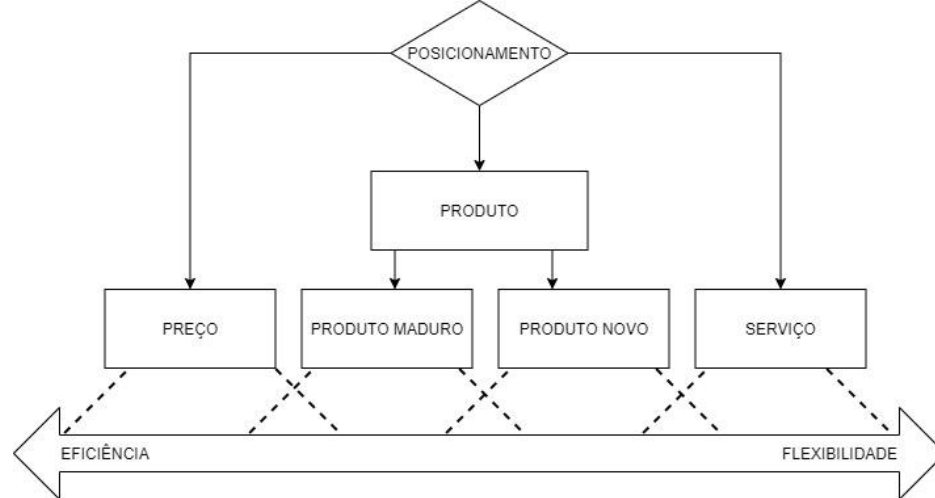 POSICIONAMENTO
PRODUTO
PREÇO
PRODUTO MADURO
PRODUTO NOVO
SERVIÇO
EFICIÊNCIA
FLEXIBILIDADE